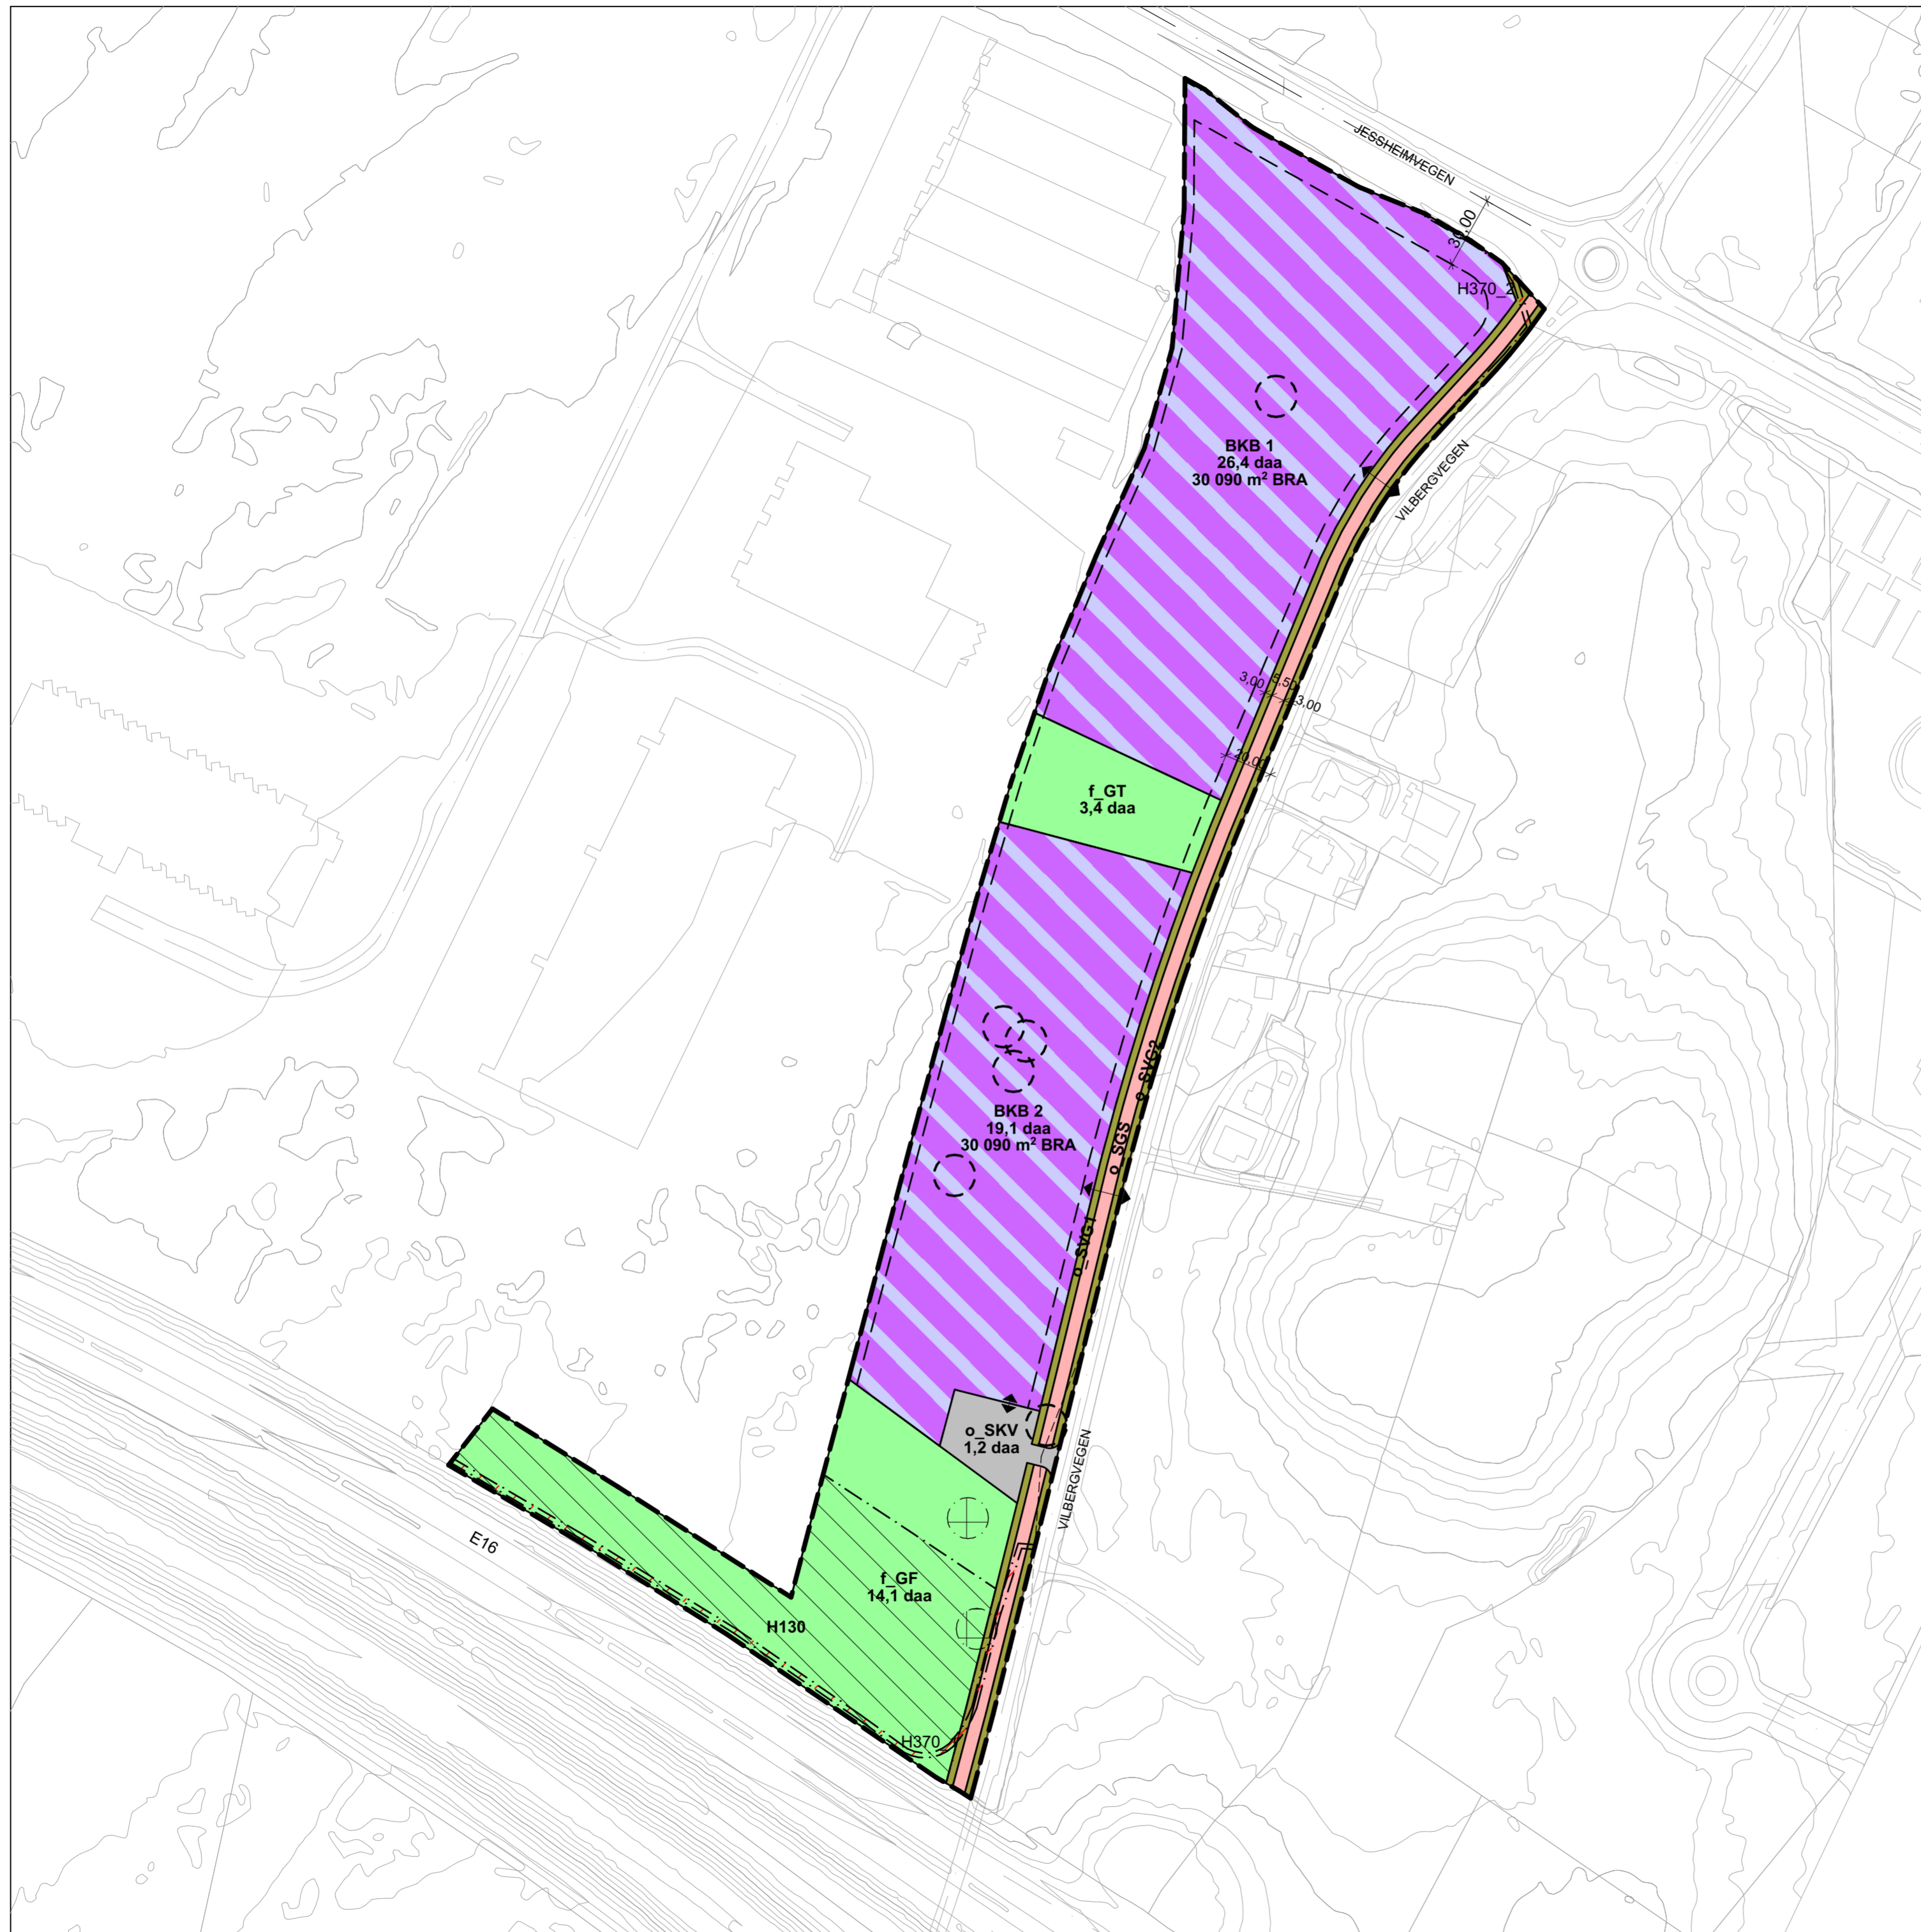 JESSHEIMVEGEN
30,00
H370_2
BKB 1
26,4 daa
30 090 m² BRA
VILBERGVEGEN
3,00
5,50
3,00
20,00
f_GT
3,4 daa
o_SVG2
BKB 2
19,1 daa
30 090 m² BRA
o_SGS
o_SVG1
o_SKV
1,2 daa
VILBERGVEGEN
E16
f_GF
14,1 daa
H130
H370